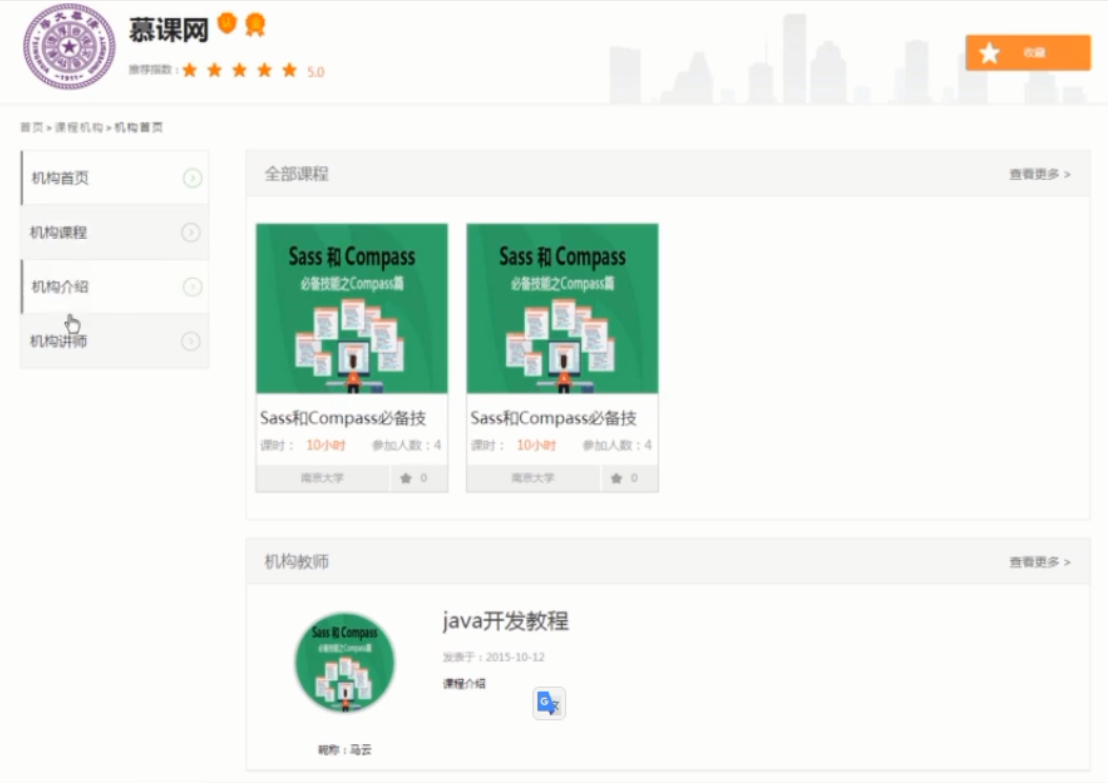 慕课网
推荐指数： 5.0
收藏
首页>课程机构>机构首页
机构首页
机构课程
机构介绍
机构讲师
全部课程 查看更多 >
Sass 和 Compass
必备技能之Compass篇
Sass和Compass必备技
课时： 10小时 参加人数：4
南京大学 0
Sass 和 Compass
必备技能之Compass篇
Sass和Compass必备技
课时： 10小时 参加人数：4
南京大学 0
机构教师 查看更多 >
Sass 和 Compass
必备技能之Compass篇
java开发教程
发表于：2015-10-12
课程介绍
昵称：马云